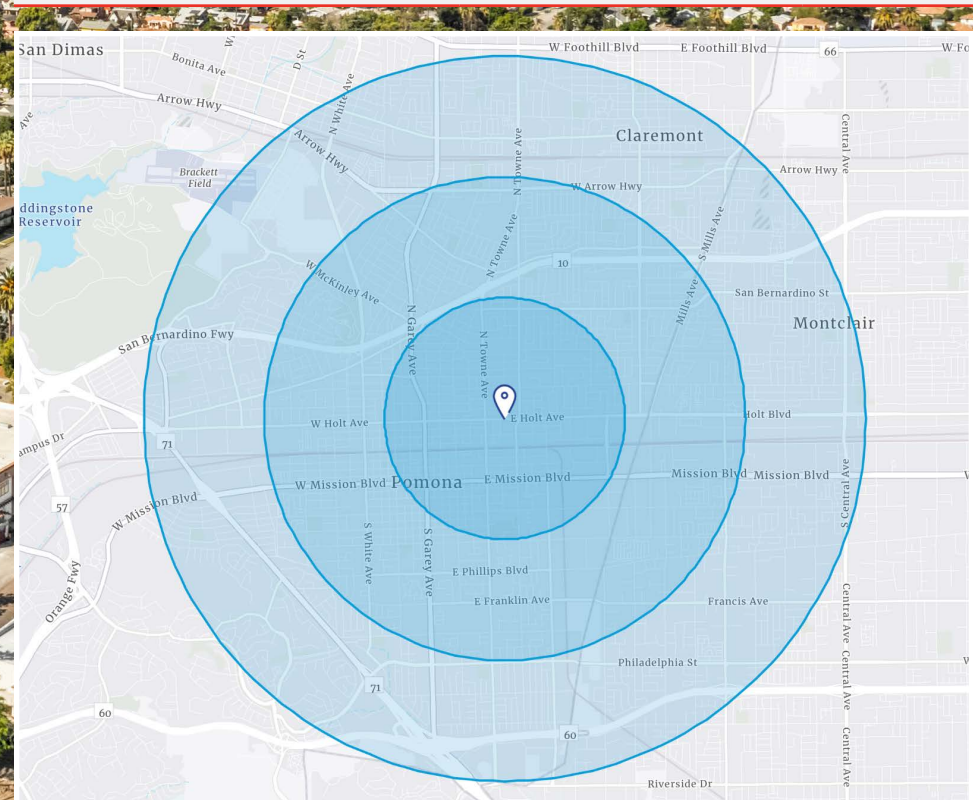 W Foothill Blvd
E Foothill Blvd
66
San Dimas
Bonita Ave
D St
Arrow Hwy
N White Ave
Arrow Hwy
Claremont
Central Ave
N Towne Ave
Arrow Hwy
Brackett
Field
W Arrow Hwy
ddingstone
Reservoir
N Towne Ave
S Mills Ave
10
W McKinley Ave
San Bernardino St
Mills Ave
Montclair
San Bernardino Fwy
N Garey Ave
N Towne Ave
W Holt Ave
E Holt Ave
Holt Blvd
71
ampus Dr
W Mission Blvd
Pomona
E Mission Blvd
Mission Blvd
Mission Blvd
S Central Ave
57
W Mission Blvd
S White Ave
S Garey Ave
E Phillips Blvd
Orange Fwy
E Franklin Ave
Francis Ave
Central Ave
Philadelphia St
Central Ave
71
60
60
Central Ave
Riverside Dr